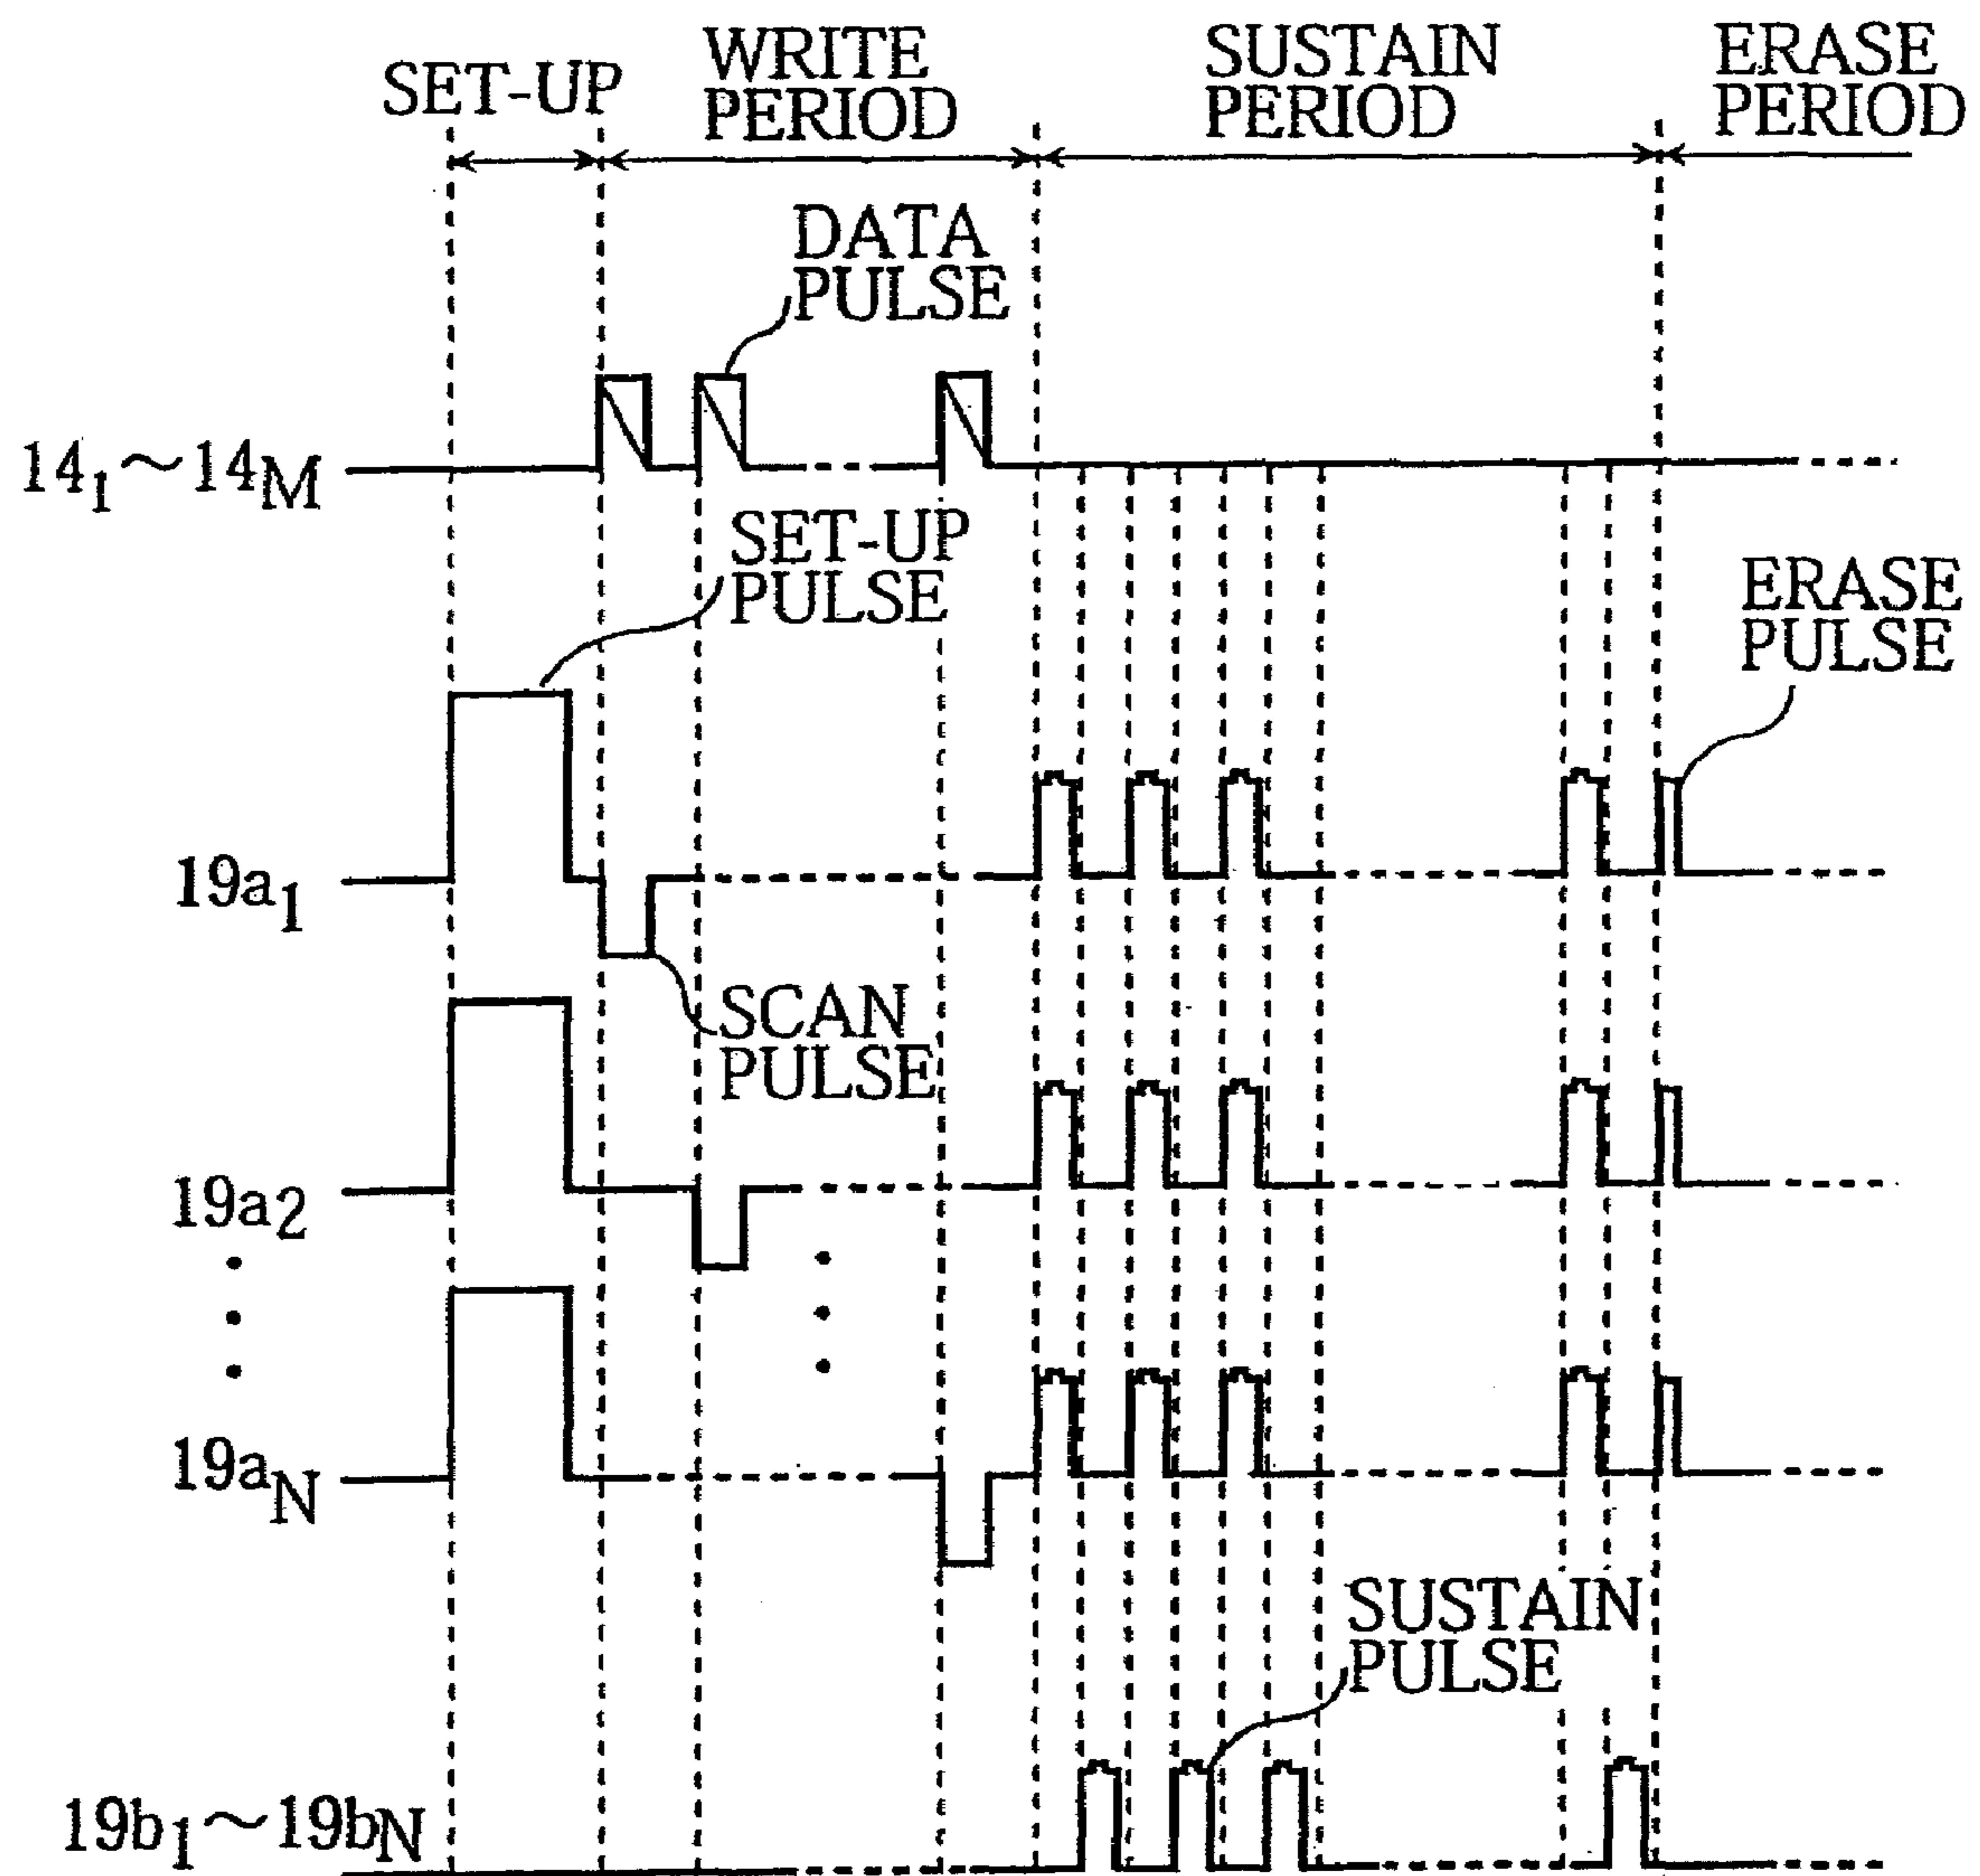 SET-UP
WRITE
PERIOD
SUSTAIN
PERIOD
ERASE
PERIOD
DATA
PULSE
14₁～14M
SET-UP
PULSE
ERASE
PULSE
19a₁
SCAN
PULSE
19a₂
19aN
SUSTAIN
PULSE
19b₁～19bN